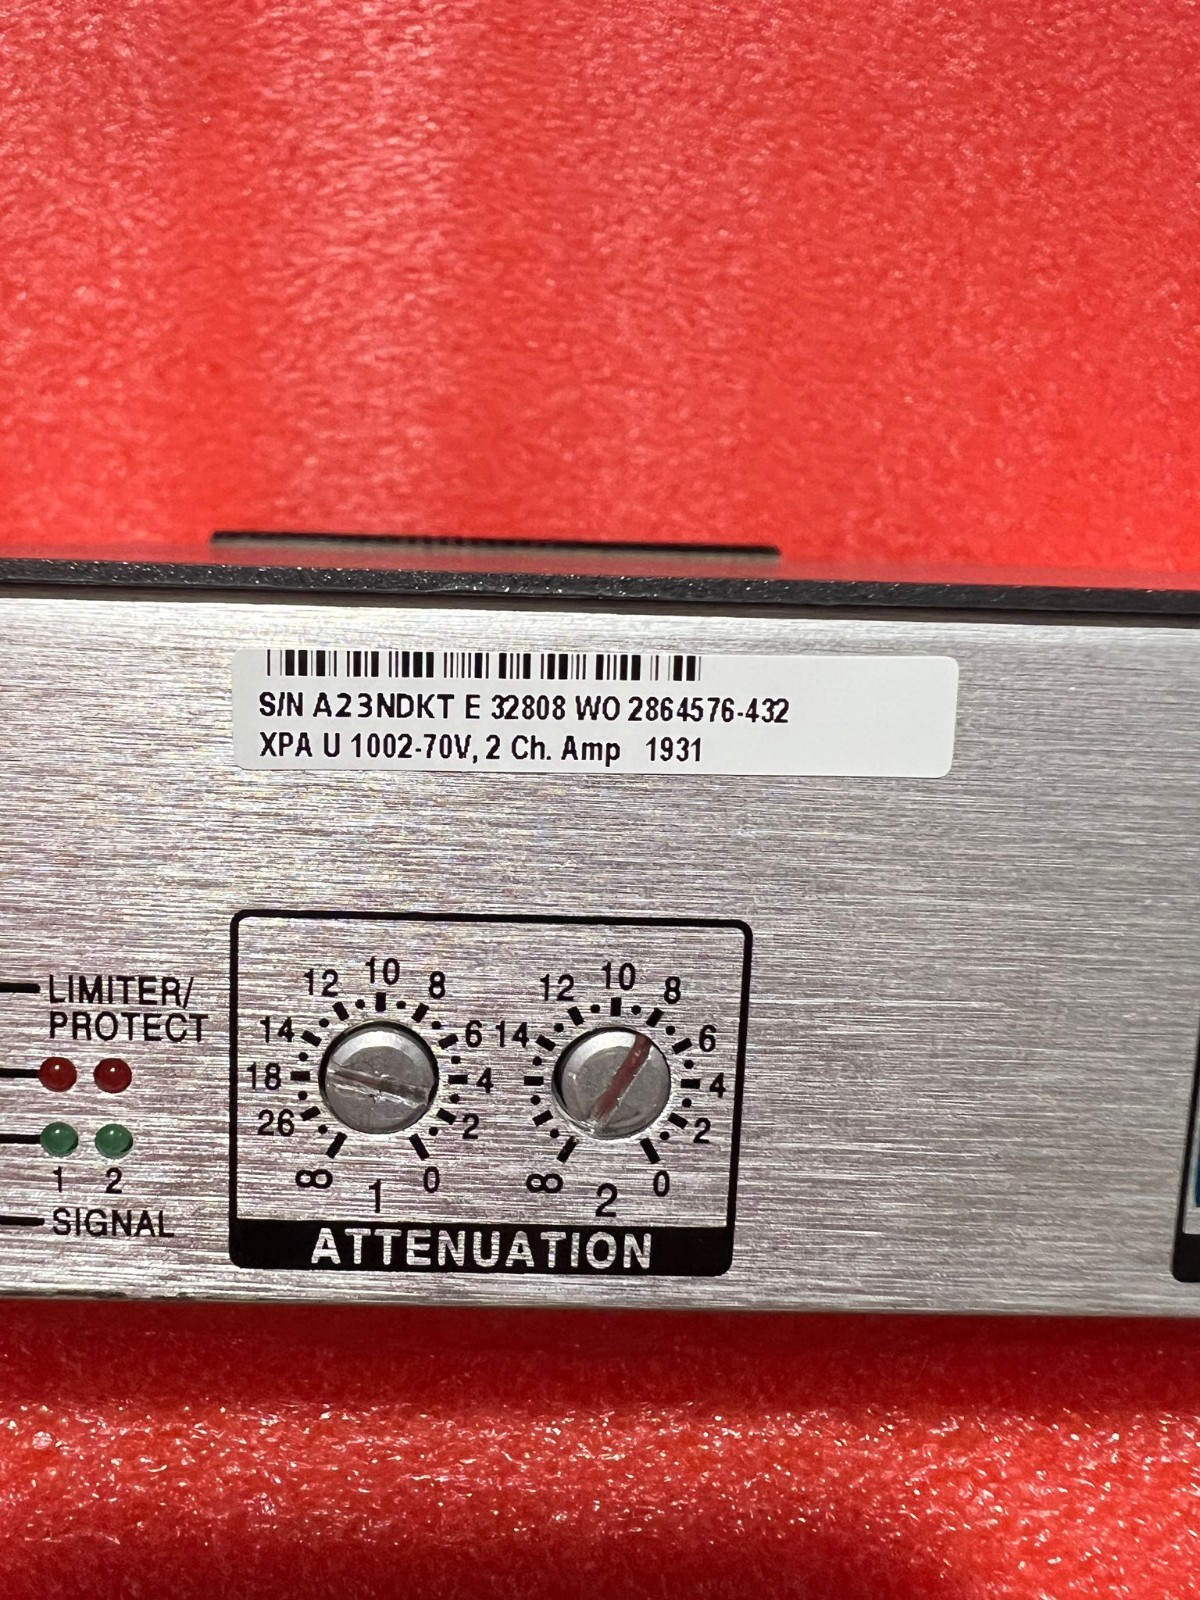 S/N A23NDKT E 32808 WO 2864576-432
XPA U 1002-70V, 2 Ch. Amp 1931
LIMITER/
PROTECT
1 2
SIGNAL
12 10 8
14 6
18 4
26 2
∞ 0
1
12 10 8
14 6
4
2
∞ 0
2
ATTENUATION